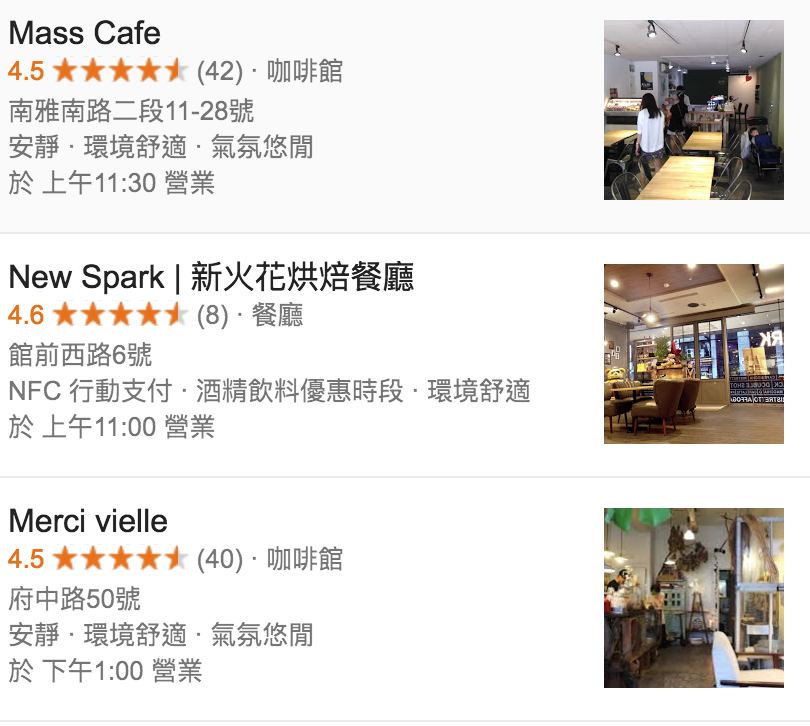 Mass Cafe
4.5 (42) · 咖啡館
南雅南路二段11-28號
安靜 · 環境舒適 · 氣氛悠閒
於 上午11:30 營業
New Spark | 新火花烘焙餐廳
4.6 (8) · 餐廳
館前西路6號
NFC 行動支付 · 酒精飲料優惠時段 · 環境舒適
於 上午11:00 營業
Merci vielle
4.5 (40) · 咖啡館
府中路50號
安靜 · 環境舒適 · 氣氛悠閒
於 下午1:00 營業